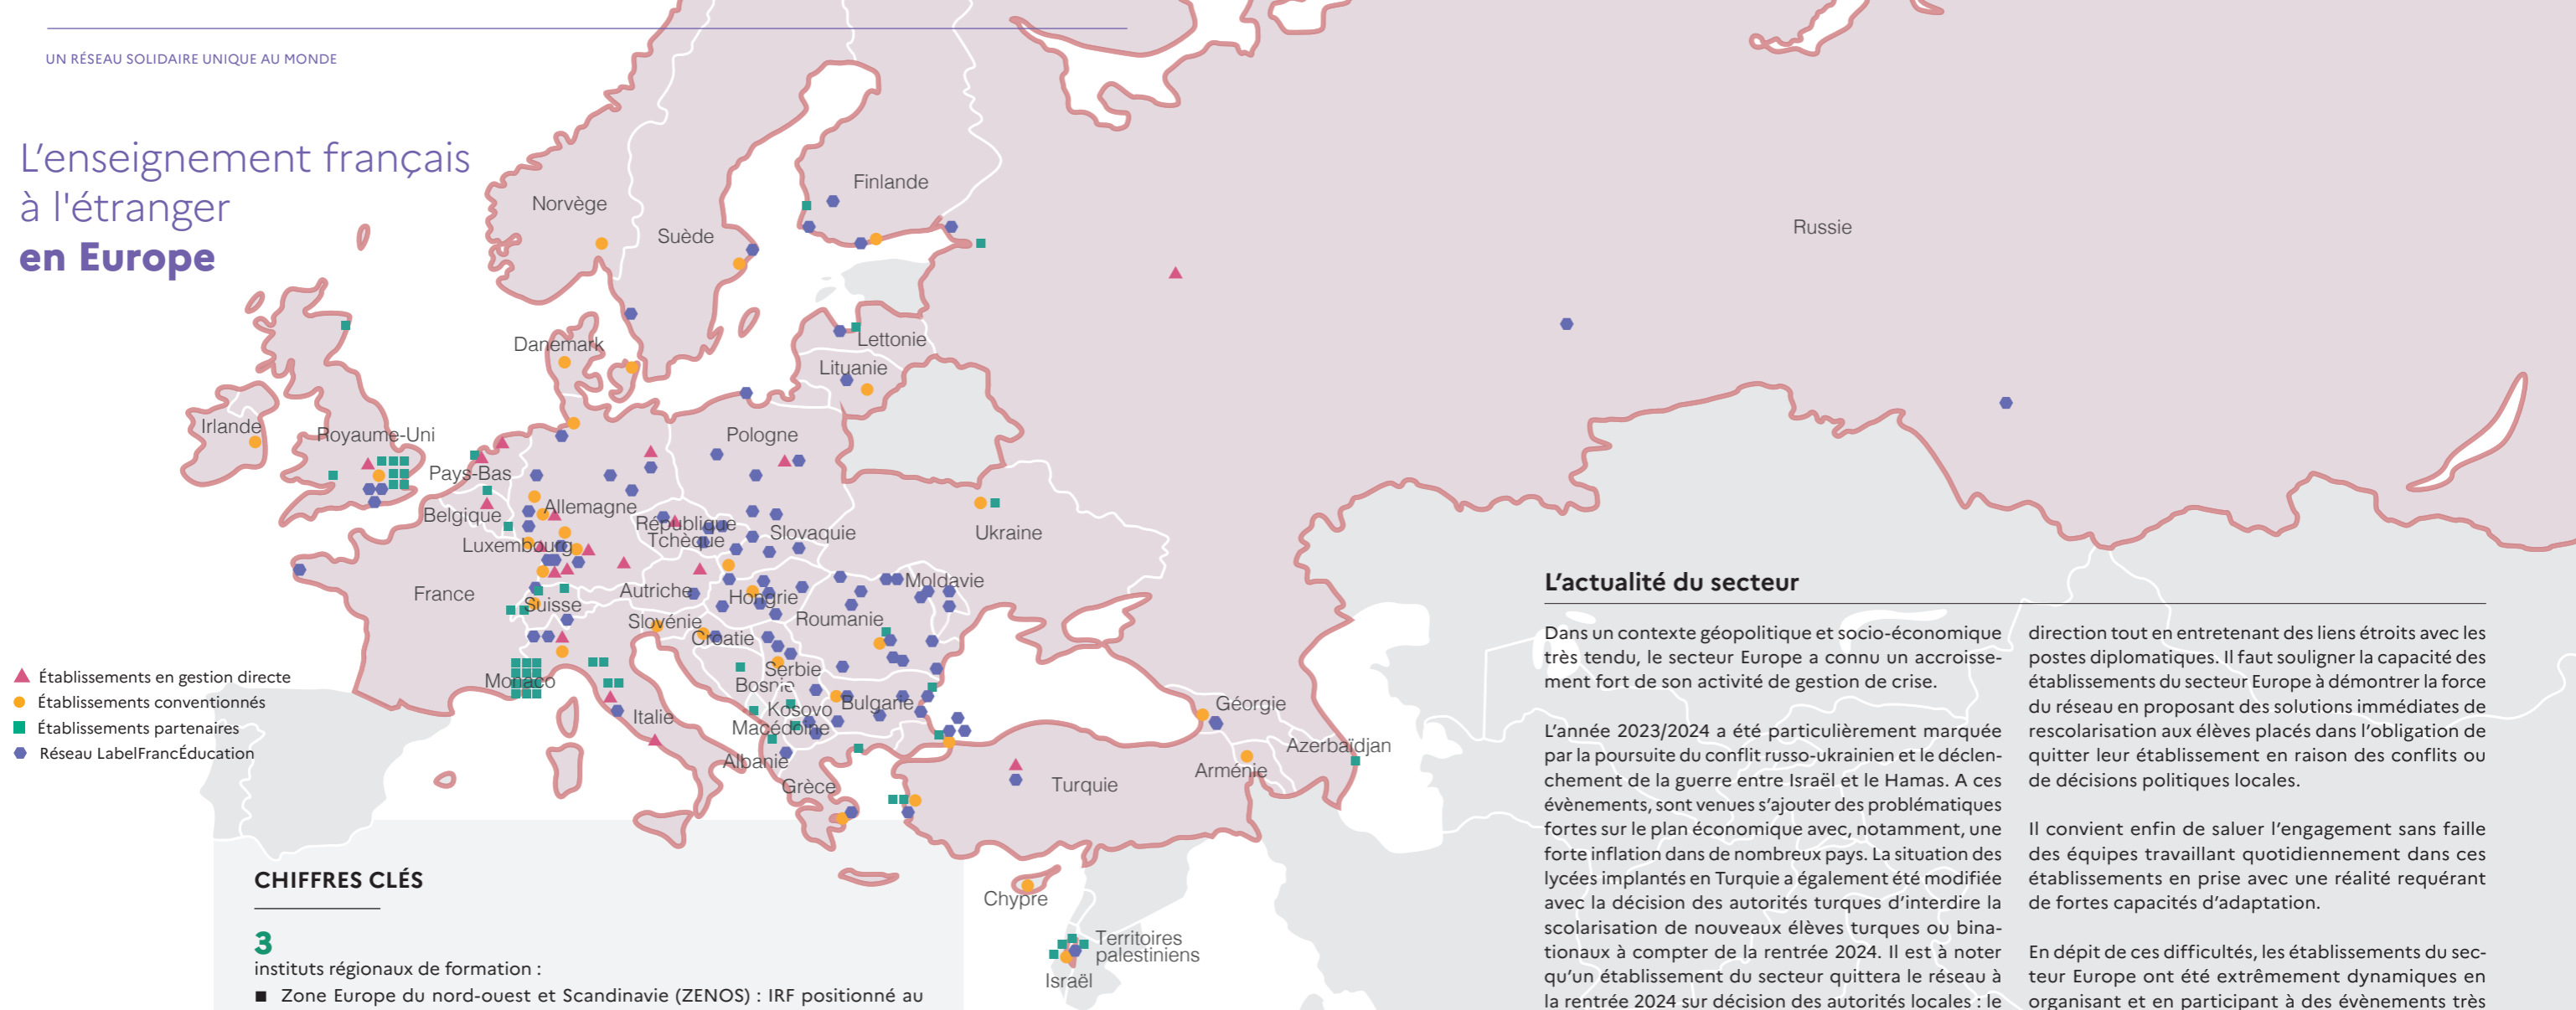 UN RÉSEAU SOLIDAIRE UNIQUE AU MONDE
L'enseignement français
à l'étranger
en Europe
Norvège
Suède
Finlande
Russie
Danemark
Lettonie
Lituanie
Irlande
Royaume-Uni
Pays-Bas
Pologne
Belgique
Allemagne
République
Tchèque
Slovaquie
Ukraine
Luxembourg
France
Suisse
Autriche
Hongrie
Moldavie
Slovénie
Croatie
Roumanie
Monaco
Italie
Serbie
Bosnie
Kosovo
Bulgarie
Macédoine
Albanie
Grèce
Turquie
Géorgie
Arménie
Azerbaïdjan
Chypre
Territoires
palestiniens
Israël
Établissements en gestion directe
Établissements conventionnés
Établissements partenaires
Réseau LabelFrancÉducation
CHIFFRES CLÉS
3
instituts régionaux de formation :
■ Zone Europe du nord-ouest et Scandinavie (ZENOS) : IRF positionné au
L'actualité du secteur
Dans un contexte géopolitique et socio-économique
très tendu, le secteur Europe a connu un accroisse-
ment fort de son activité de gestion de crise.
L'année 2023/2024 a été particulièrement marquée
par la poursuite du conflit russo-ukrainien et le déclen-
chement de la guerre entre Israël et le Hamas. A ces
évènements, sont venues s'ajouter des problématiques
fortes sur le plan économique avec, notamment, une
forte inflation dans de nombreux pays. La situation des
lycées implantés en Turquie a également été modifiée
avec la décision des autorités turques d'interdire la
scolarisation de nouveaux élèves turques ou bina-
tionaux à compter de la rentrée 2024. Il est à noter
qu'un établissement du secteur quittera le réseau à
la rentrée 2024 sur décision des autorités locales : le
direction tout en entretenant des liens étroits avec les
postes diplomatiques. Il faut souligner la capacité des
établissements du secteur Europe à démontrer la force
du réseau en proposant des solutions immédiates de
rescolarisation aux élèves placés dans l'obligation de
quitter leur établissement en raison des conflits ou
de décisions politiques locales.
Il convient enfin de saluer l'engagement sans faille
des équipes travaillant quotidiennement dans ces
établissements en prise avec une réalité requérant
de fortes capacités d'adaptation.
En dépit de ces difficultés, les établissements du sec-
teur Europe ont été extrêmement dynamiques en
organisant et en participant à des évènements très